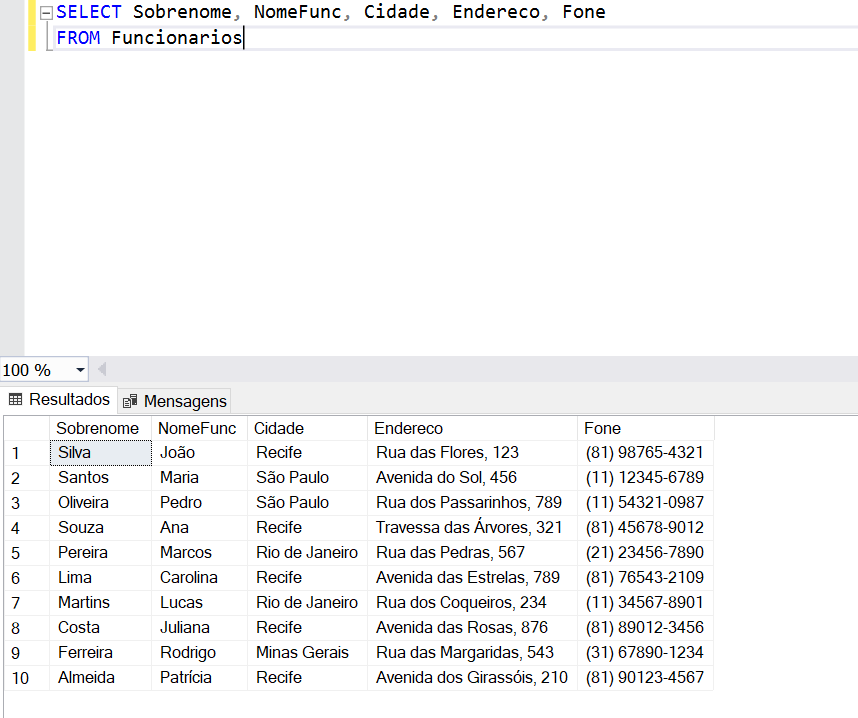 SELECT Sobrenome, NomeFunc, Cidade, Endereco, Fone
FROM Funcionarios
100 %
Resultados Mensagens
Sobrenome NomeFunc Cidade Endereco Fone
1 Silva João Recife Rua das Flores, 123 (81) 98765-4321
2 Santos Maria São Paulo Avenida do Sol, 456 (11) 12345-6789
3 Oliveira Pedro São Paulo Rua dos Passarinhos, 789 (11) 54321-0987
4 Souza Ana Recife Travessa das Árvores, 321 (81) 45678-9012
5 Pereira Marcos Rio de Janeiro Rua das Pedras, 567 (21) 23456-7890
6 Lima Carolina Recife Avenida das Estrelas, 789 (81) 76543-2109
7 Martins Lucas Rio de Janeiro Rua dos Coqueiros, 234 (11) 34567-8901
8 Costa Juliana Recife Avenida das Rosas, 876 (81) 89012-3456
9 Ferreira Rodrigo Minas Gerais Rua das Margaridas, 543 (31) 67890-1234
10 Almeida Patrícia Recife Avenida dos Girassóis, 210 (81) 90123-4567